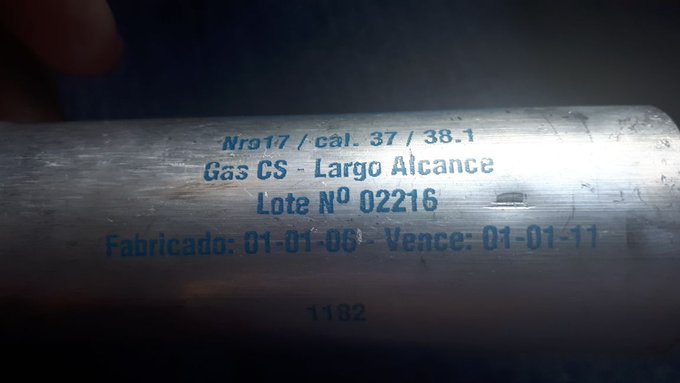 Nro17 / cal. 37 / 38.1
Gas CS - Largo Alcance
Lote Nº 02216
Fabricado: 01-01-06 - Vence: 01-01-11
1182